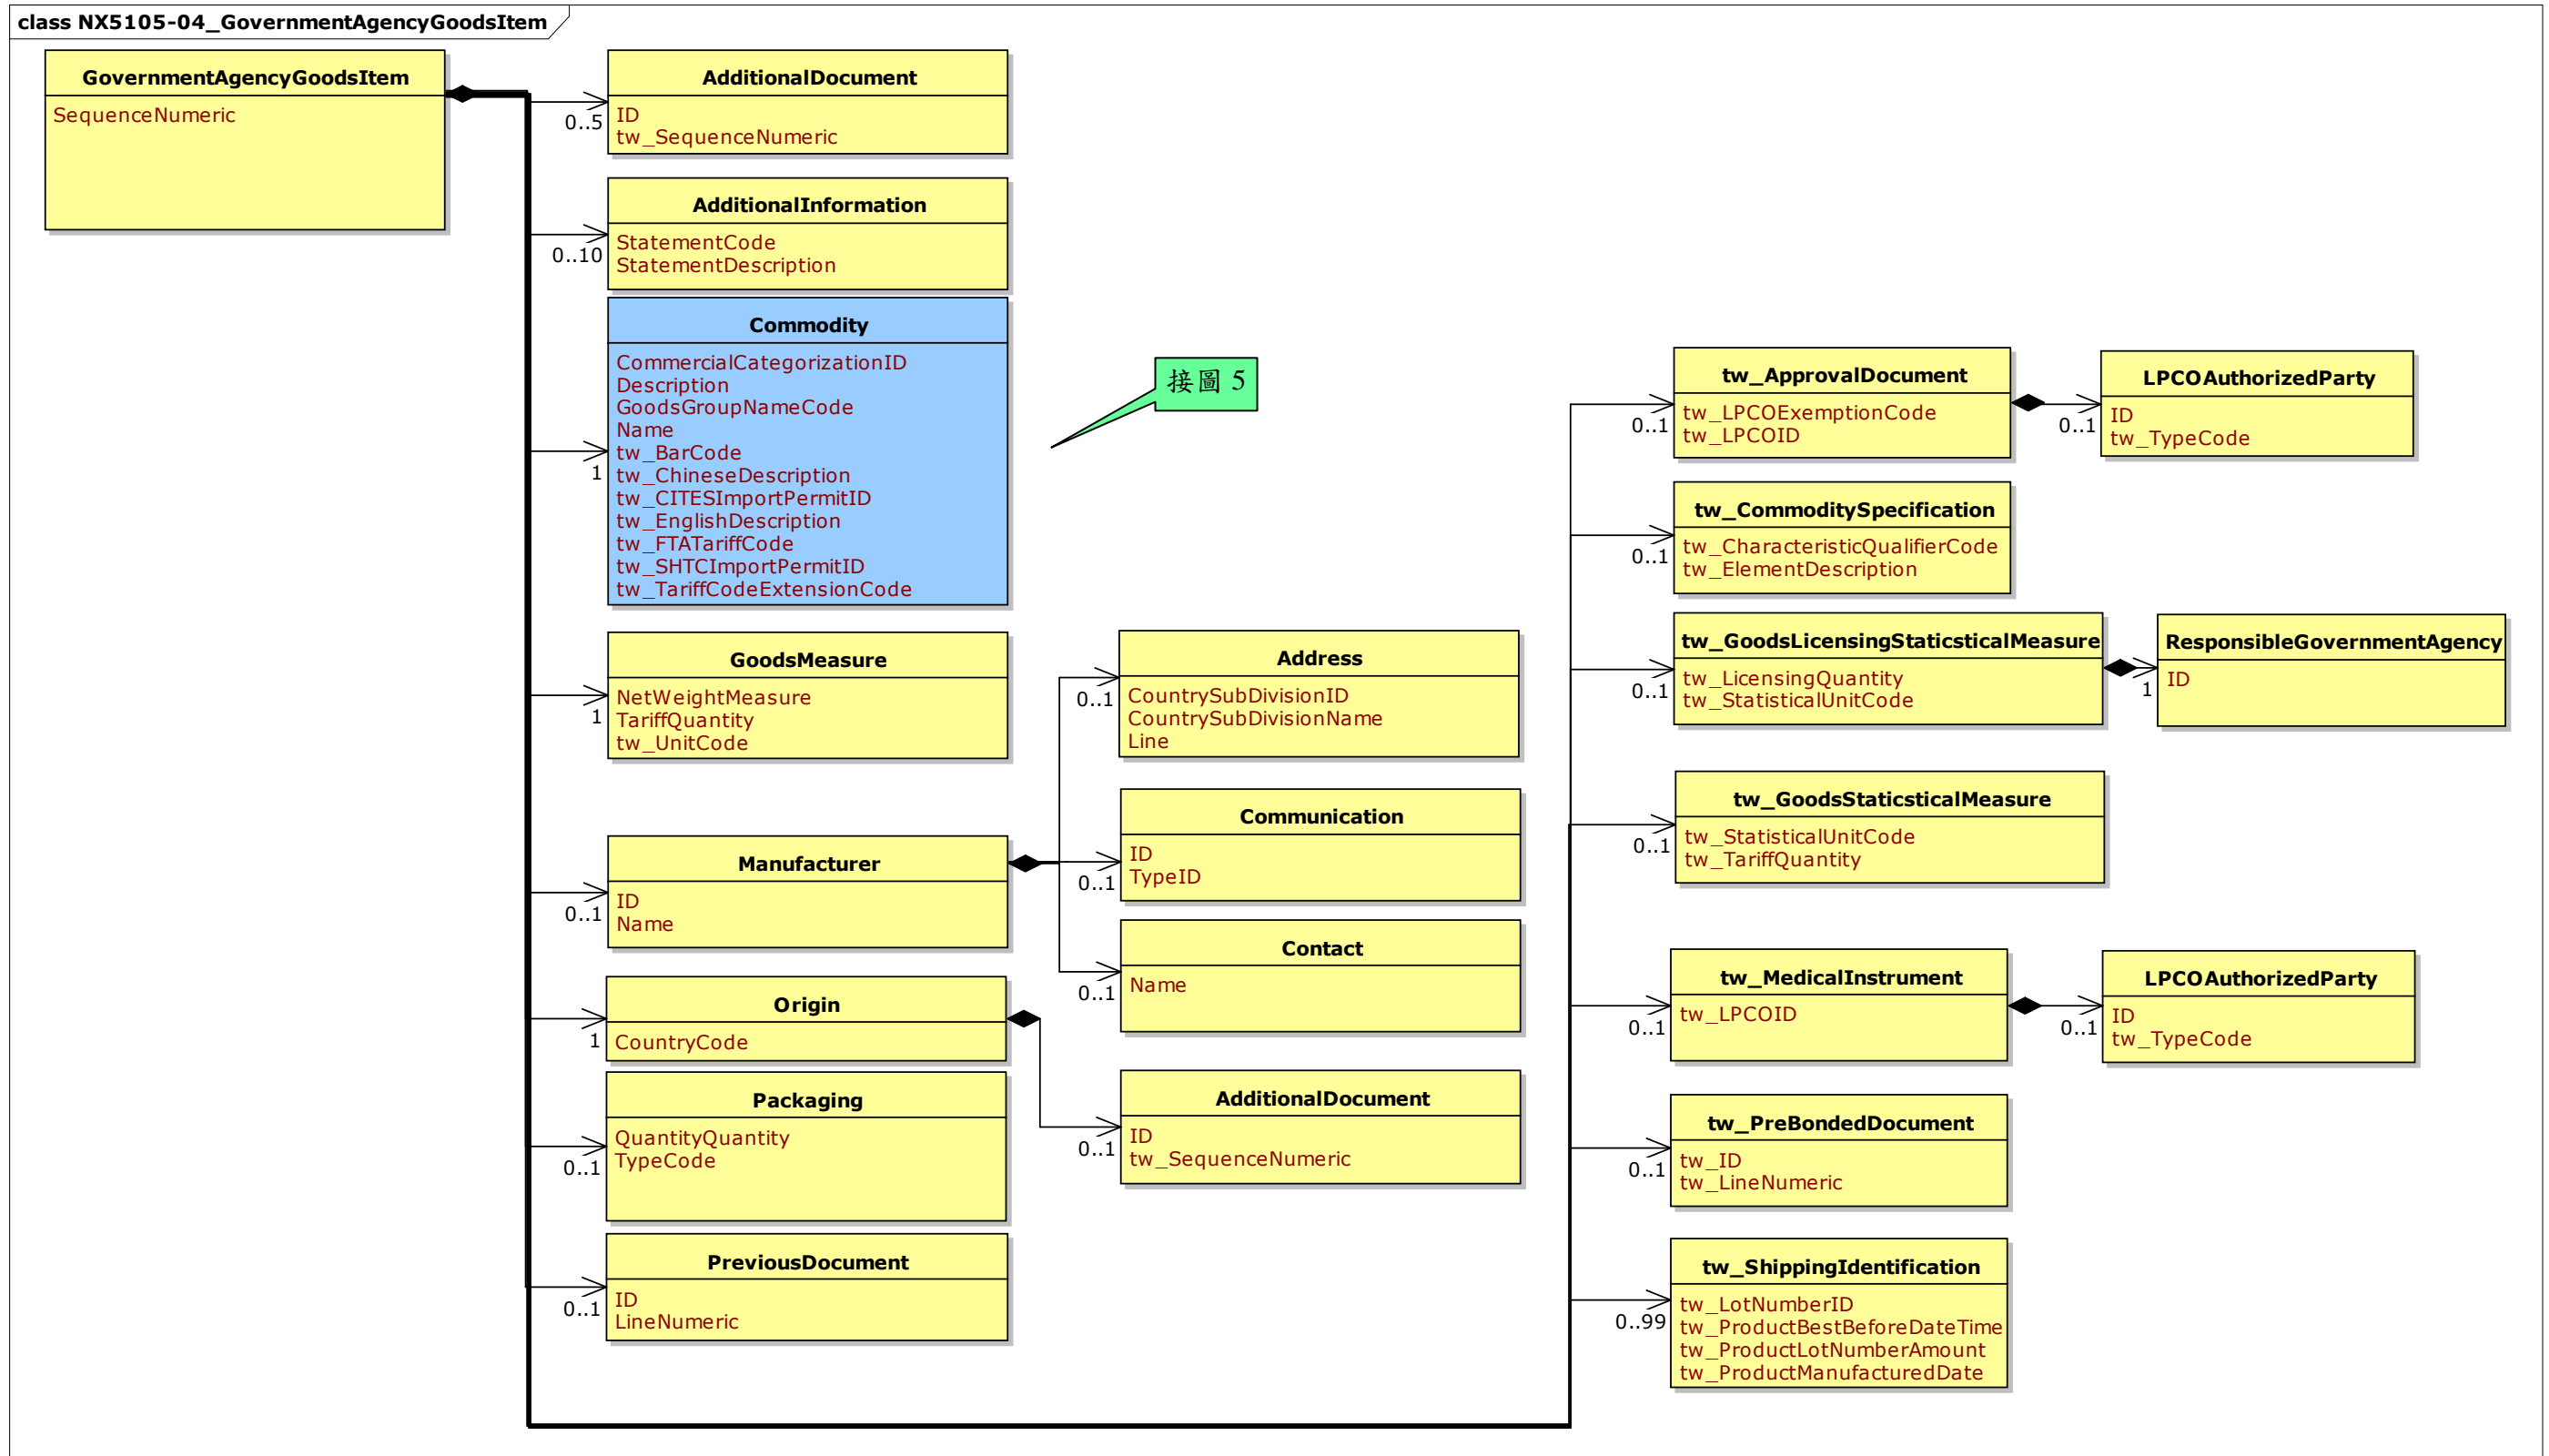 class NX5105-04_GovernmentAgencyGoodsItem
GovernmentAgencyGoodsItem
SequenceNumeric
AdditionalDocument
ID
tw_SequenceNumeric
0..5
AdditionalInformation
StatementCode
StatementDescription
0..10
Commodity
CommercialCategorizationID
Description
GoodsGroupNameCode
Name
tw_BarCode
tw_ChineseDescription
tw_CITESImportPermitID
tw_EnglishDescription
tw_FTATariffCode
tw_SHTCImportPermitID
tw_TariffCodeExtensionCode
1
接圖 5
GoodsMeasure
NetWeightMeasure
TariffQuantity
tw_UnitCode
1
Manufacturer
ID
Name
0..1
Address
CountrySubDivisionID
CountrySubDivisionName
Line
0..1
Communication
ID
TypeID
0..1
Contact
Name
0..1
Origin
CountryCode
1
AdditionalDocument
ID
tw_SequenceNumeric
0..1
Packaging
QuantityQuantity
TypeCode
0..1
PreviousDocument
ID
LineNumeric
0..1
tw_ApprovalDocument
tw_LPCOExemptionCode
tw_LPCOID
0..1
LPCOAuthorizedParty
ID
tw_TypeCode
0..1
tw_CommoditySpecification
tw_CharacteristicQualifierCode
tw_ElementDescription
0..1
tw_GoodsLicensingStaticsticalMeasure
tw_LicensingQuantity
tw_StatisticalUnitCode
0..1
ResponsibleGovernmentAgency
ID
1
tw_GoodsStaticsticalMeasure
tw_StatisticalUnitCode
tw_TariffQuantity
0..1
tw_MedicalInstrument
tw_LPCOID
0..1
LPCOAuthorizedParty
ID
tw_TypeCode
0..1
tw_PreBondedDocument
tw_ID
tw_LineNumeric
0..1
tw_ShippingIdentification
tw_LotNumberID
tw_ProductBestBeforeDateTime
tw_ProductLotNumberAmount
tw_ProductManufacturedDate
0..99